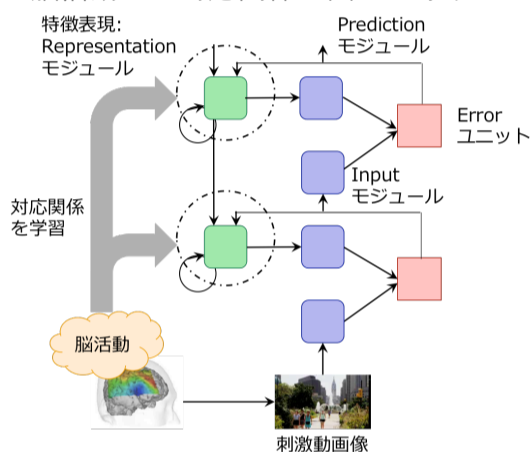 特徴表現:
Representation
モジュール
Prediction
モジュール
Error
ユニット
Input
モジュール
対応関係
を学習
脳活動
刺激動画像